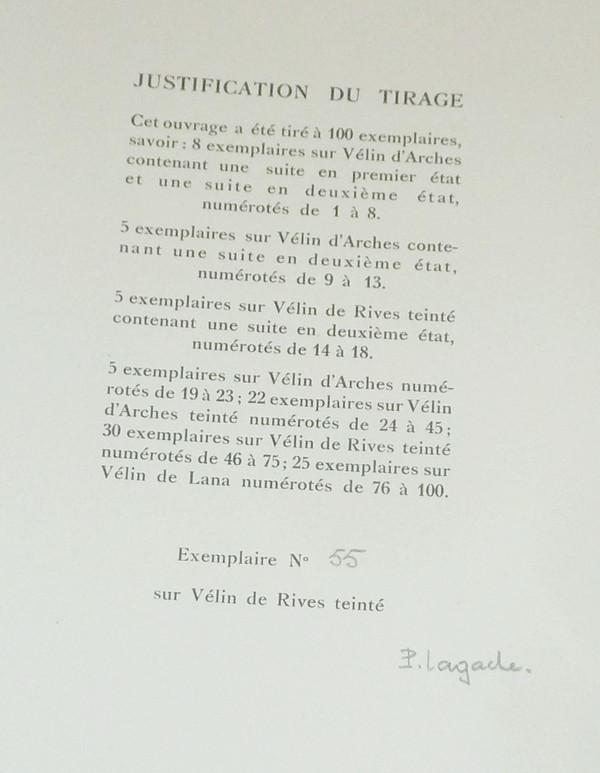 JUSTIFICATION DU TIRAGE
Cet ouvrage a été tiré à 100 exemplaires,
savoir : 8 exemplaires sur Vélin d'Arches
contenant une suite en premier état
et une suite en deuxième état,
numérotés de 1 à 8.
5 exemplaires sur Vélin d'Arches conte-
nant une suite en deuxième état,
numérotés de 9 à 13.
5 exemplaires sur Vélin de Rives teinté
contenant une suite en deuxième état,
numérotés de 14 à 18.
5 exemplaires sur Vélin d'Arches numé-
rotés de 19 à 23 ; 22 exemplaires sur Vélin
d'Arches teinté numérotés de 24 à 45 ;
30 exemplaires sur Vélin de Rives teinté
numérotés de 46 à 75 ; 25 exemplaires sur
Vélin de Lana numérotés de 76 à 100.
Exemplaire N° 55
sur Vélin de Rives teinté
P. Lagade.